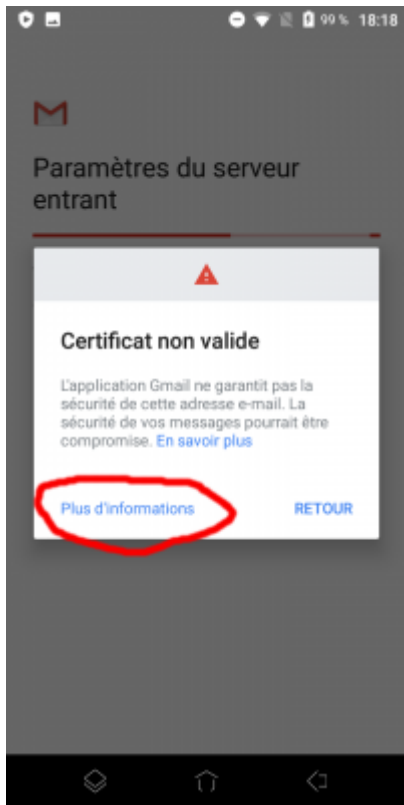 99 % 18:18
Paramètres du serveur
entrant
Certificat non valide
L'application Gmail ne garantit pas la
sécurité de cette adresse e-mail. La
sécurité de vos messages pourrait être
compromise. En savoir plus
Plus d'informations RETOUR